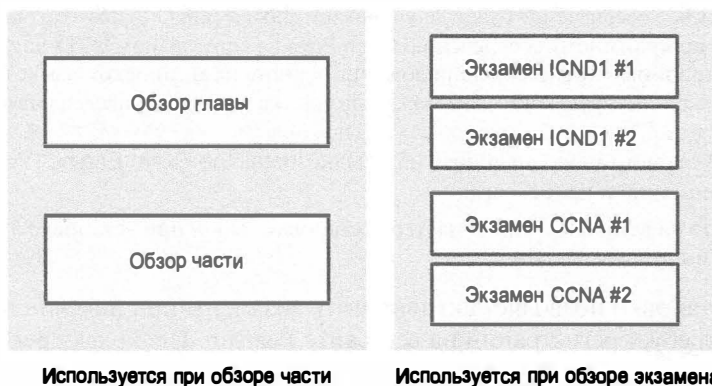 Обзор главы
Обзор части
Экзамен ICND1 #1
Экзамен ICND1 #2
Экзамен CCNA #1
Экзамен CCNA #2
Используется при обзоре части
Используется при обзоре экзамена